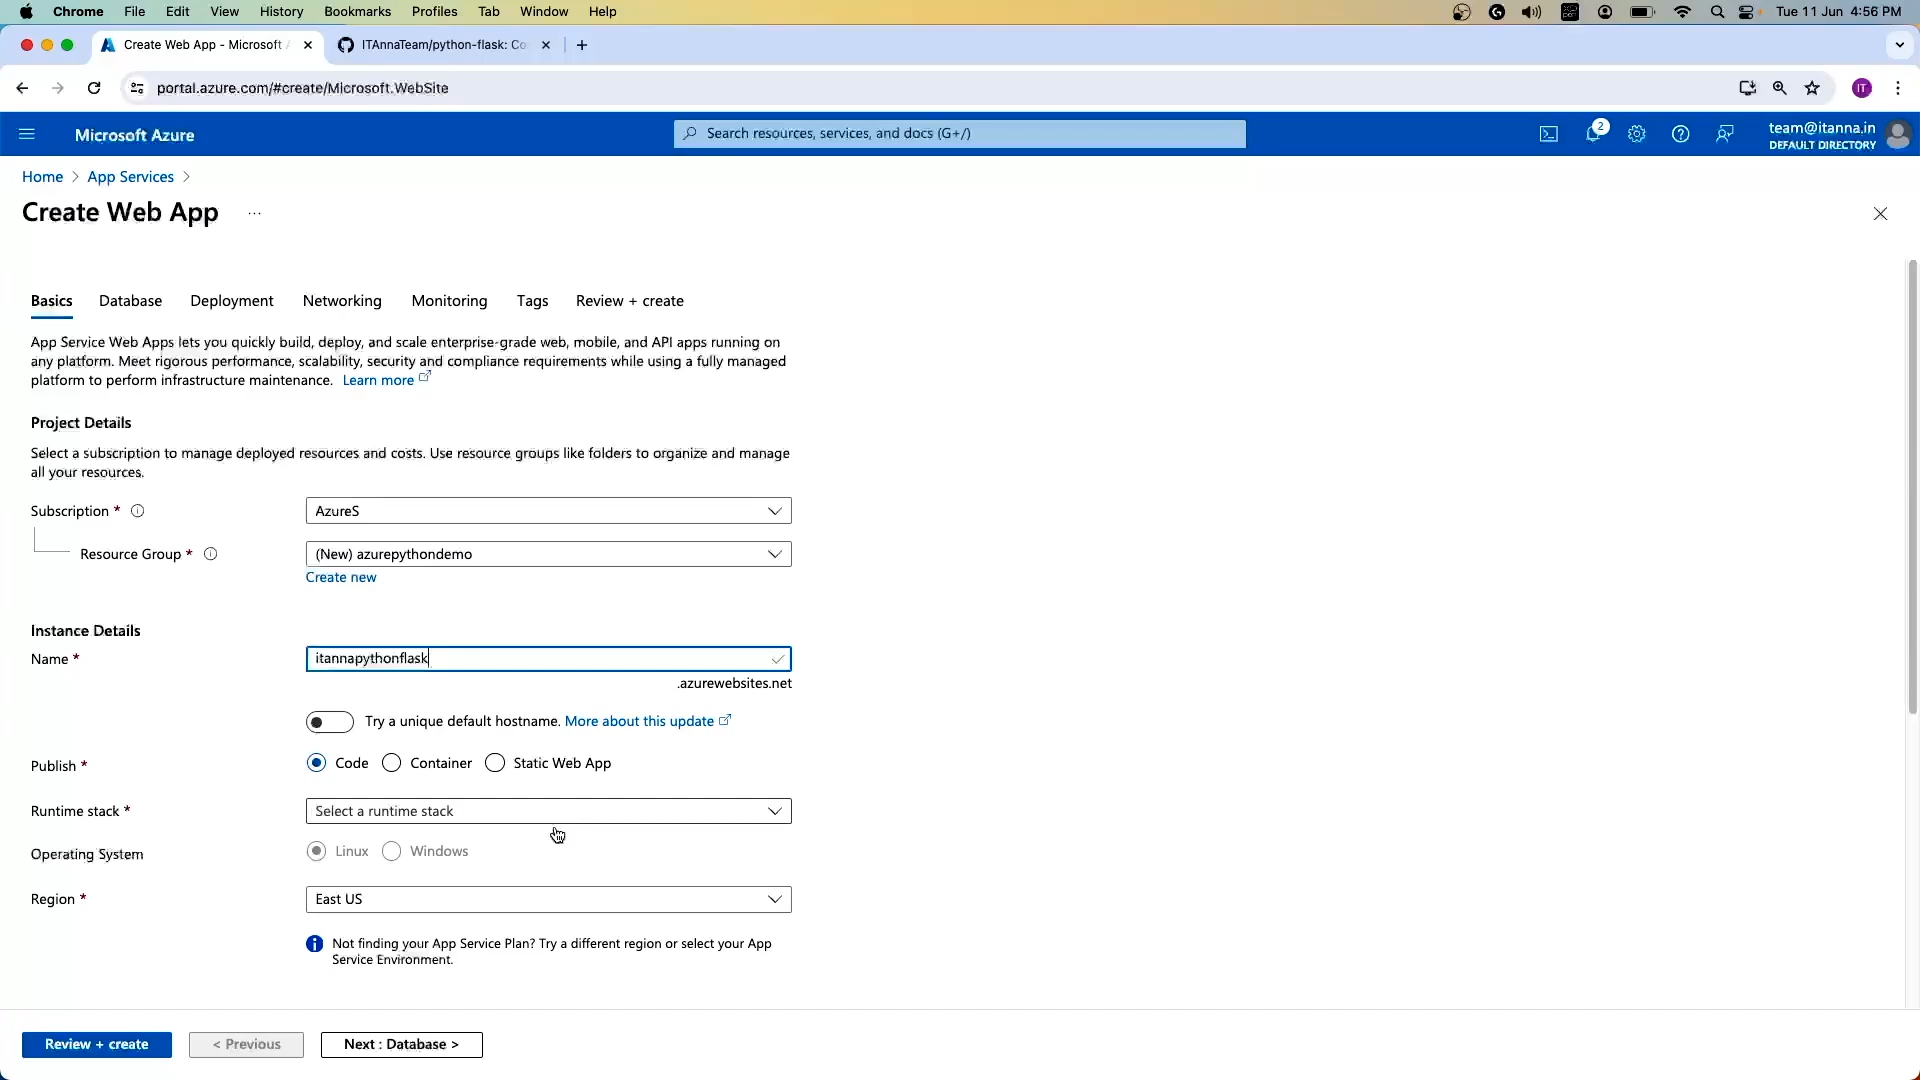 Chrome File Edit View History Bookmarks Profiles Tab Window Help Tue 11 Jun 4:56 PM
Create Web App - Microsoft A ITAnnaTeam/python-flask: Co
portal.azure.com/#create/Microsoft.WebSite IT
Microsoft Azure Search resources, services, and docs (G+/) 2 team@itanna.in
DEFAULT DIRECTORY
Home > App Services >
Create Web App ...
Basics Database Deployment Networking Monitoring Tags Review + create
App Service Web Apps lets you quickly build, deploy, and scale enterprise-grade web, mobile, and API apps running on
any platform. Meet rigorous performance, scalability, security and compliance requirements while using a fully managed
platform to perform infrastructure maintenance. Learn more
Project Details
Select a subscription to manage deployed resources and costs. Use resource groups like folders to organize and manage
all your resources.
Subscription * AzureS
Resource Group * (New) azurepythondemo
Create new
Instance Details
Name * itannapythonflask
.azurewebsites.net
Try a unique default hostname. More about this update
Publish * Code Container Static Web App
Runtime stack * Select a runtime stack
Operating System Linux Windows
Region * East US
Not finding your App Service Plan? Try a different region or select your App
Service Environment.
Review + create < Previous Next : Database >